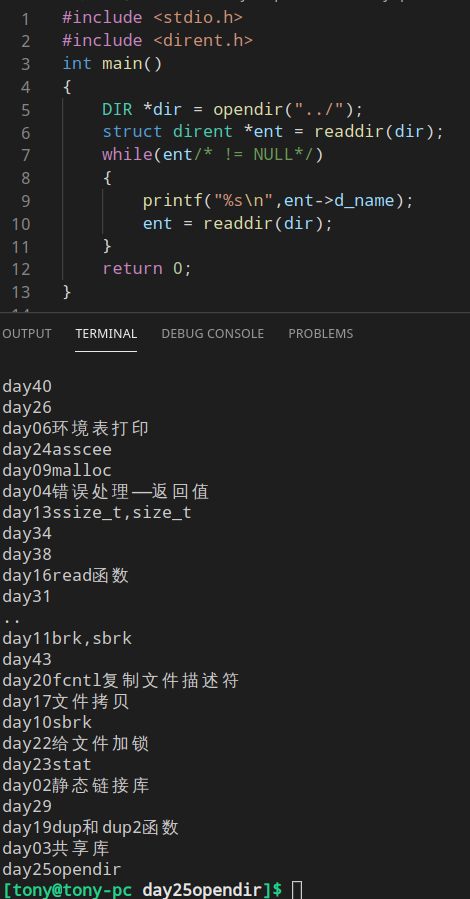 1 #include <stdio.h>
2 #include <dirent.h>
3 int main()
4 {
5 DIR *dir = opendir("../");
6 struct dirent *ent = readdir(dir);
7 while(ent/* != NULL*/)
8 {
9 printf("%s\n",ent->d_name);
10 ent = readdir(dir);
11 }
12 return 0;
13 }
OUTPUT TERMINAL DEBUG CONSOLE PROBLEMS
day40
day26
day06环境表打印
day24asscee
day09malloc
day04错误处理——返回值
day13ssize_t,size_t
day34
day38
day16read函数
day31
..
day11brk,sbrk
day43
day20fcntl复制文件描述符
day17文件拷贝
day10sbrk
day22给文件加锁
day23stat
day02静态链接库
day29
day19dup和dup2函数
day03共享库
day25opendir
[tony@tony-pc day25opendir]$